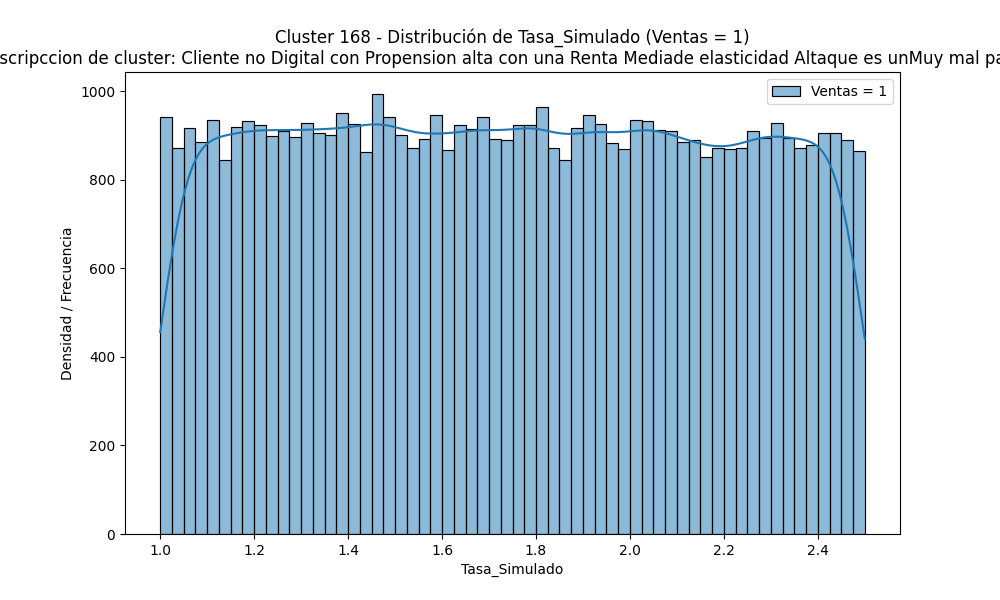 Cluster 168 - Distribución de Tasa_Simulado (Ventas = 1)
scripccion de cluster: Cliente no Digital con Propension alta con una Renta Mediade elasticidad Altaque es unMuy mal pa
Ventas = 1
Densidad / Frecuencia
1000
800
600
400
200
0
1.0 1.2 1.4 1.6 1.8 2.0 2.2 2.4
Tasa_Simulado